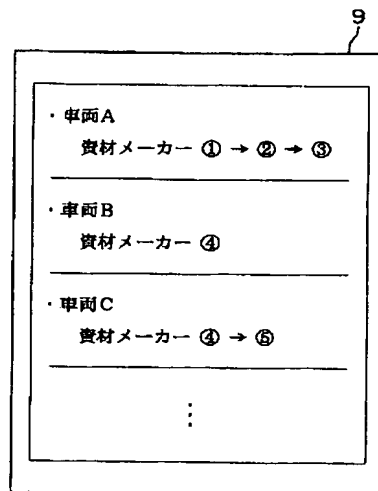 9
・車両A
資材メーカー ① → ② → ③
・車両B
資材メーカー ④
・車両C
資材メーカー ④ → ⑤
⋮